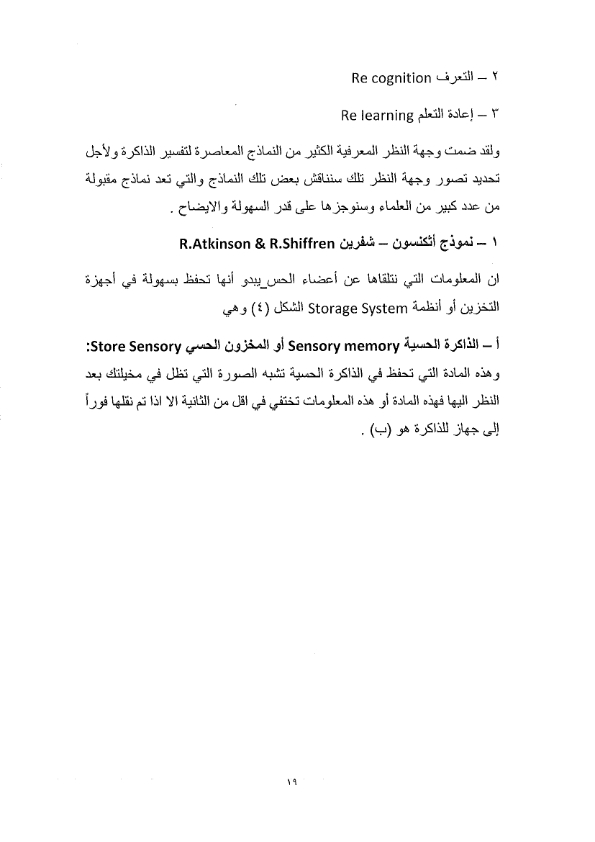 ٢ – التعرف Re cognition
٣ – إعادة التعلم Re learning
ولقد ضمت وجهة النظر المعرفية الكثير من النماذج المعاصرة لتفسير الذاكرة ولأجل
تحديد تصور وجهة النظر تلك سنناقش بعض تلك النماذج والتي تعد نماذج مقبولة
من عدد كبير من العلماء وسنوجزها على قدر السهولة والايضاح .
١ – نموذج أتكنسون – شفرين R.Atkinson & R.Shiffren
ان المعلومات التي نتلقاها عن أعضاء الحس_يبدو أنها تحفظ بسهولة في أجهزة
التخزين أو أنظمة Storage System الشكل (٤) وهي
أ – الذاكرة الحسية Sensory memory أو المخزون الحسي Store Sensory:
وهذه المادة التي تحفظ في الذاكرة الحسية تشبه الصورة التي تظل في مخيلتك بعد
النظر اليها فهذه المادة أو هذه المعلومات تختفي في اقل من الثانية الا اذا تم نقلها فوراً
إلى جهاز للذاكرة هو (ب) .
١٩